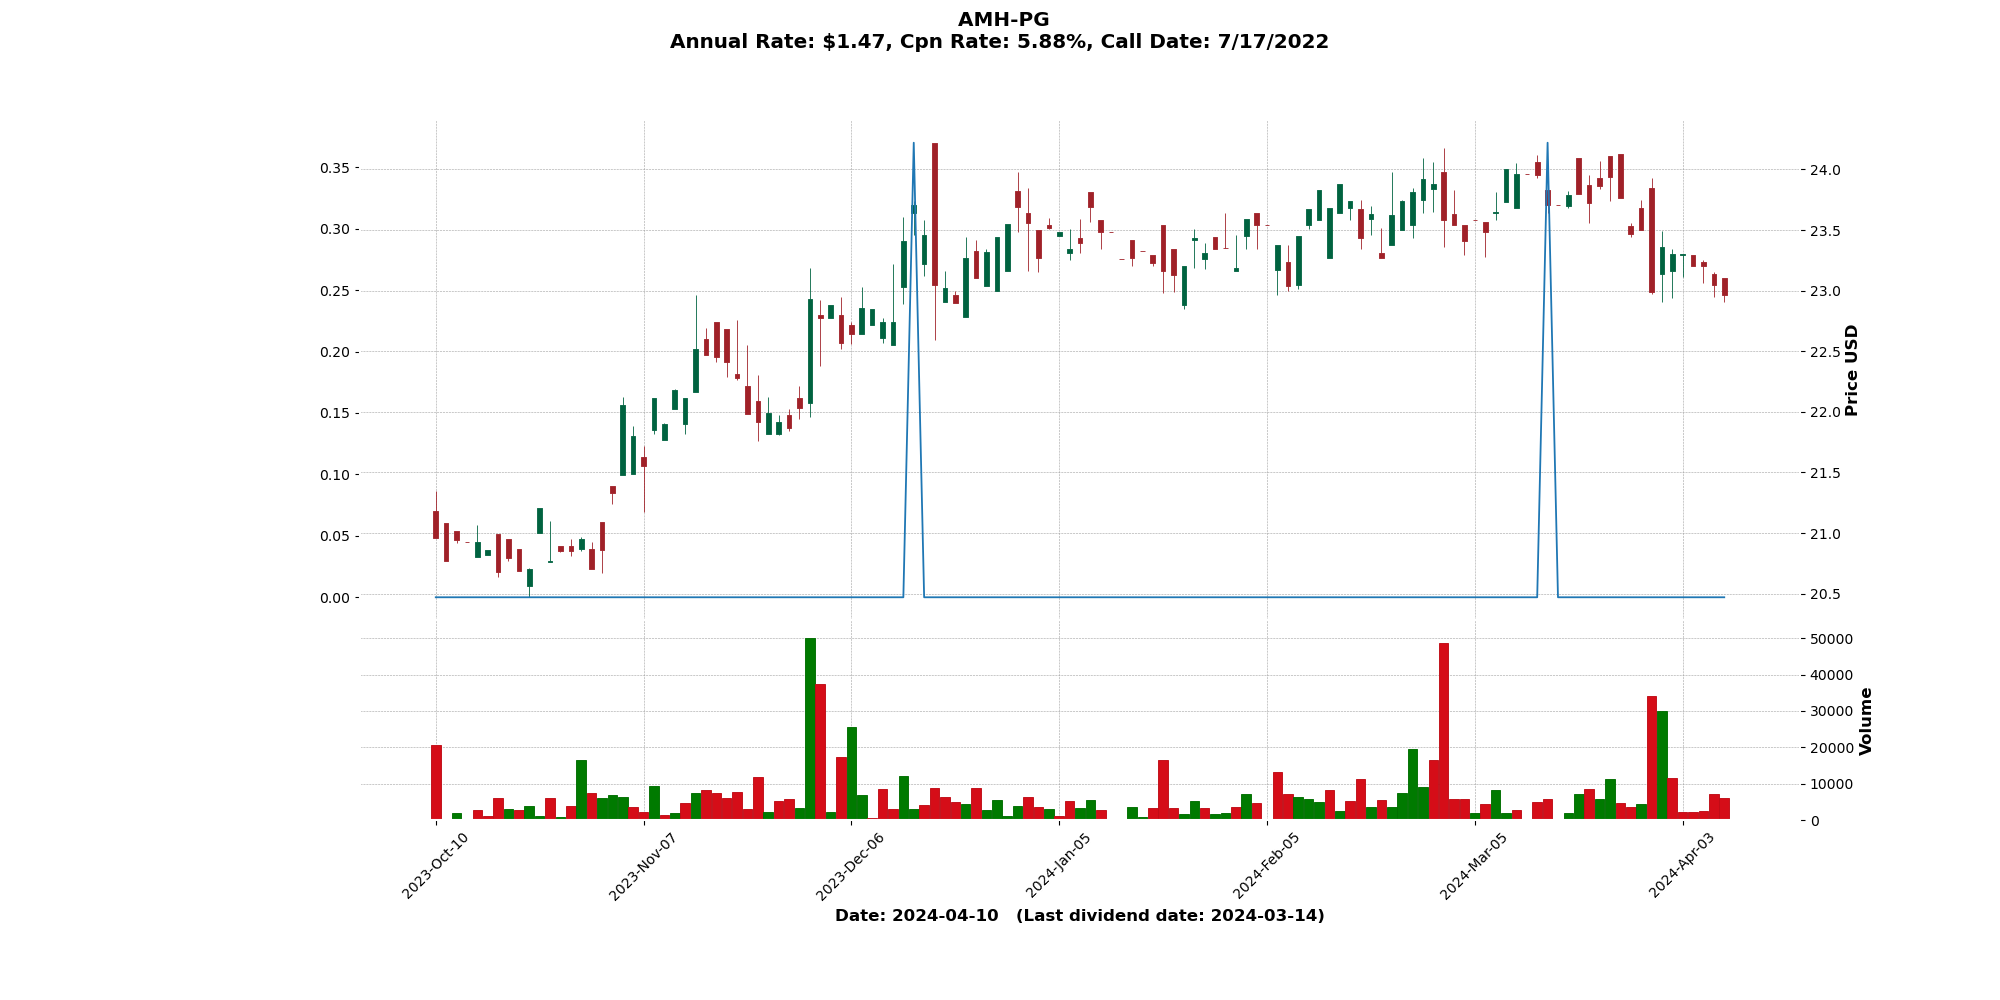 AMH-PG
Annual Rate: $1.47, Cpn Rate: 5.88%, Call Date: 7/17/2022
0.35
0.30
0.25
0.20
0.15
0.10
0.05
0.00
24.0
23.5
23.0
22.5
22.0
21.5
21.0
20.5
Price USD
50000
40000
30000
20000
10000
0
Volume
2023-Oct-10
2023-Nov-07
2023-Dec-06
2024-Jan-05
2024-Feb-05
2024-Mar-05
2024-Apr-03
Date: 2024-04-10 (Last dividend date: 2024-03-14)